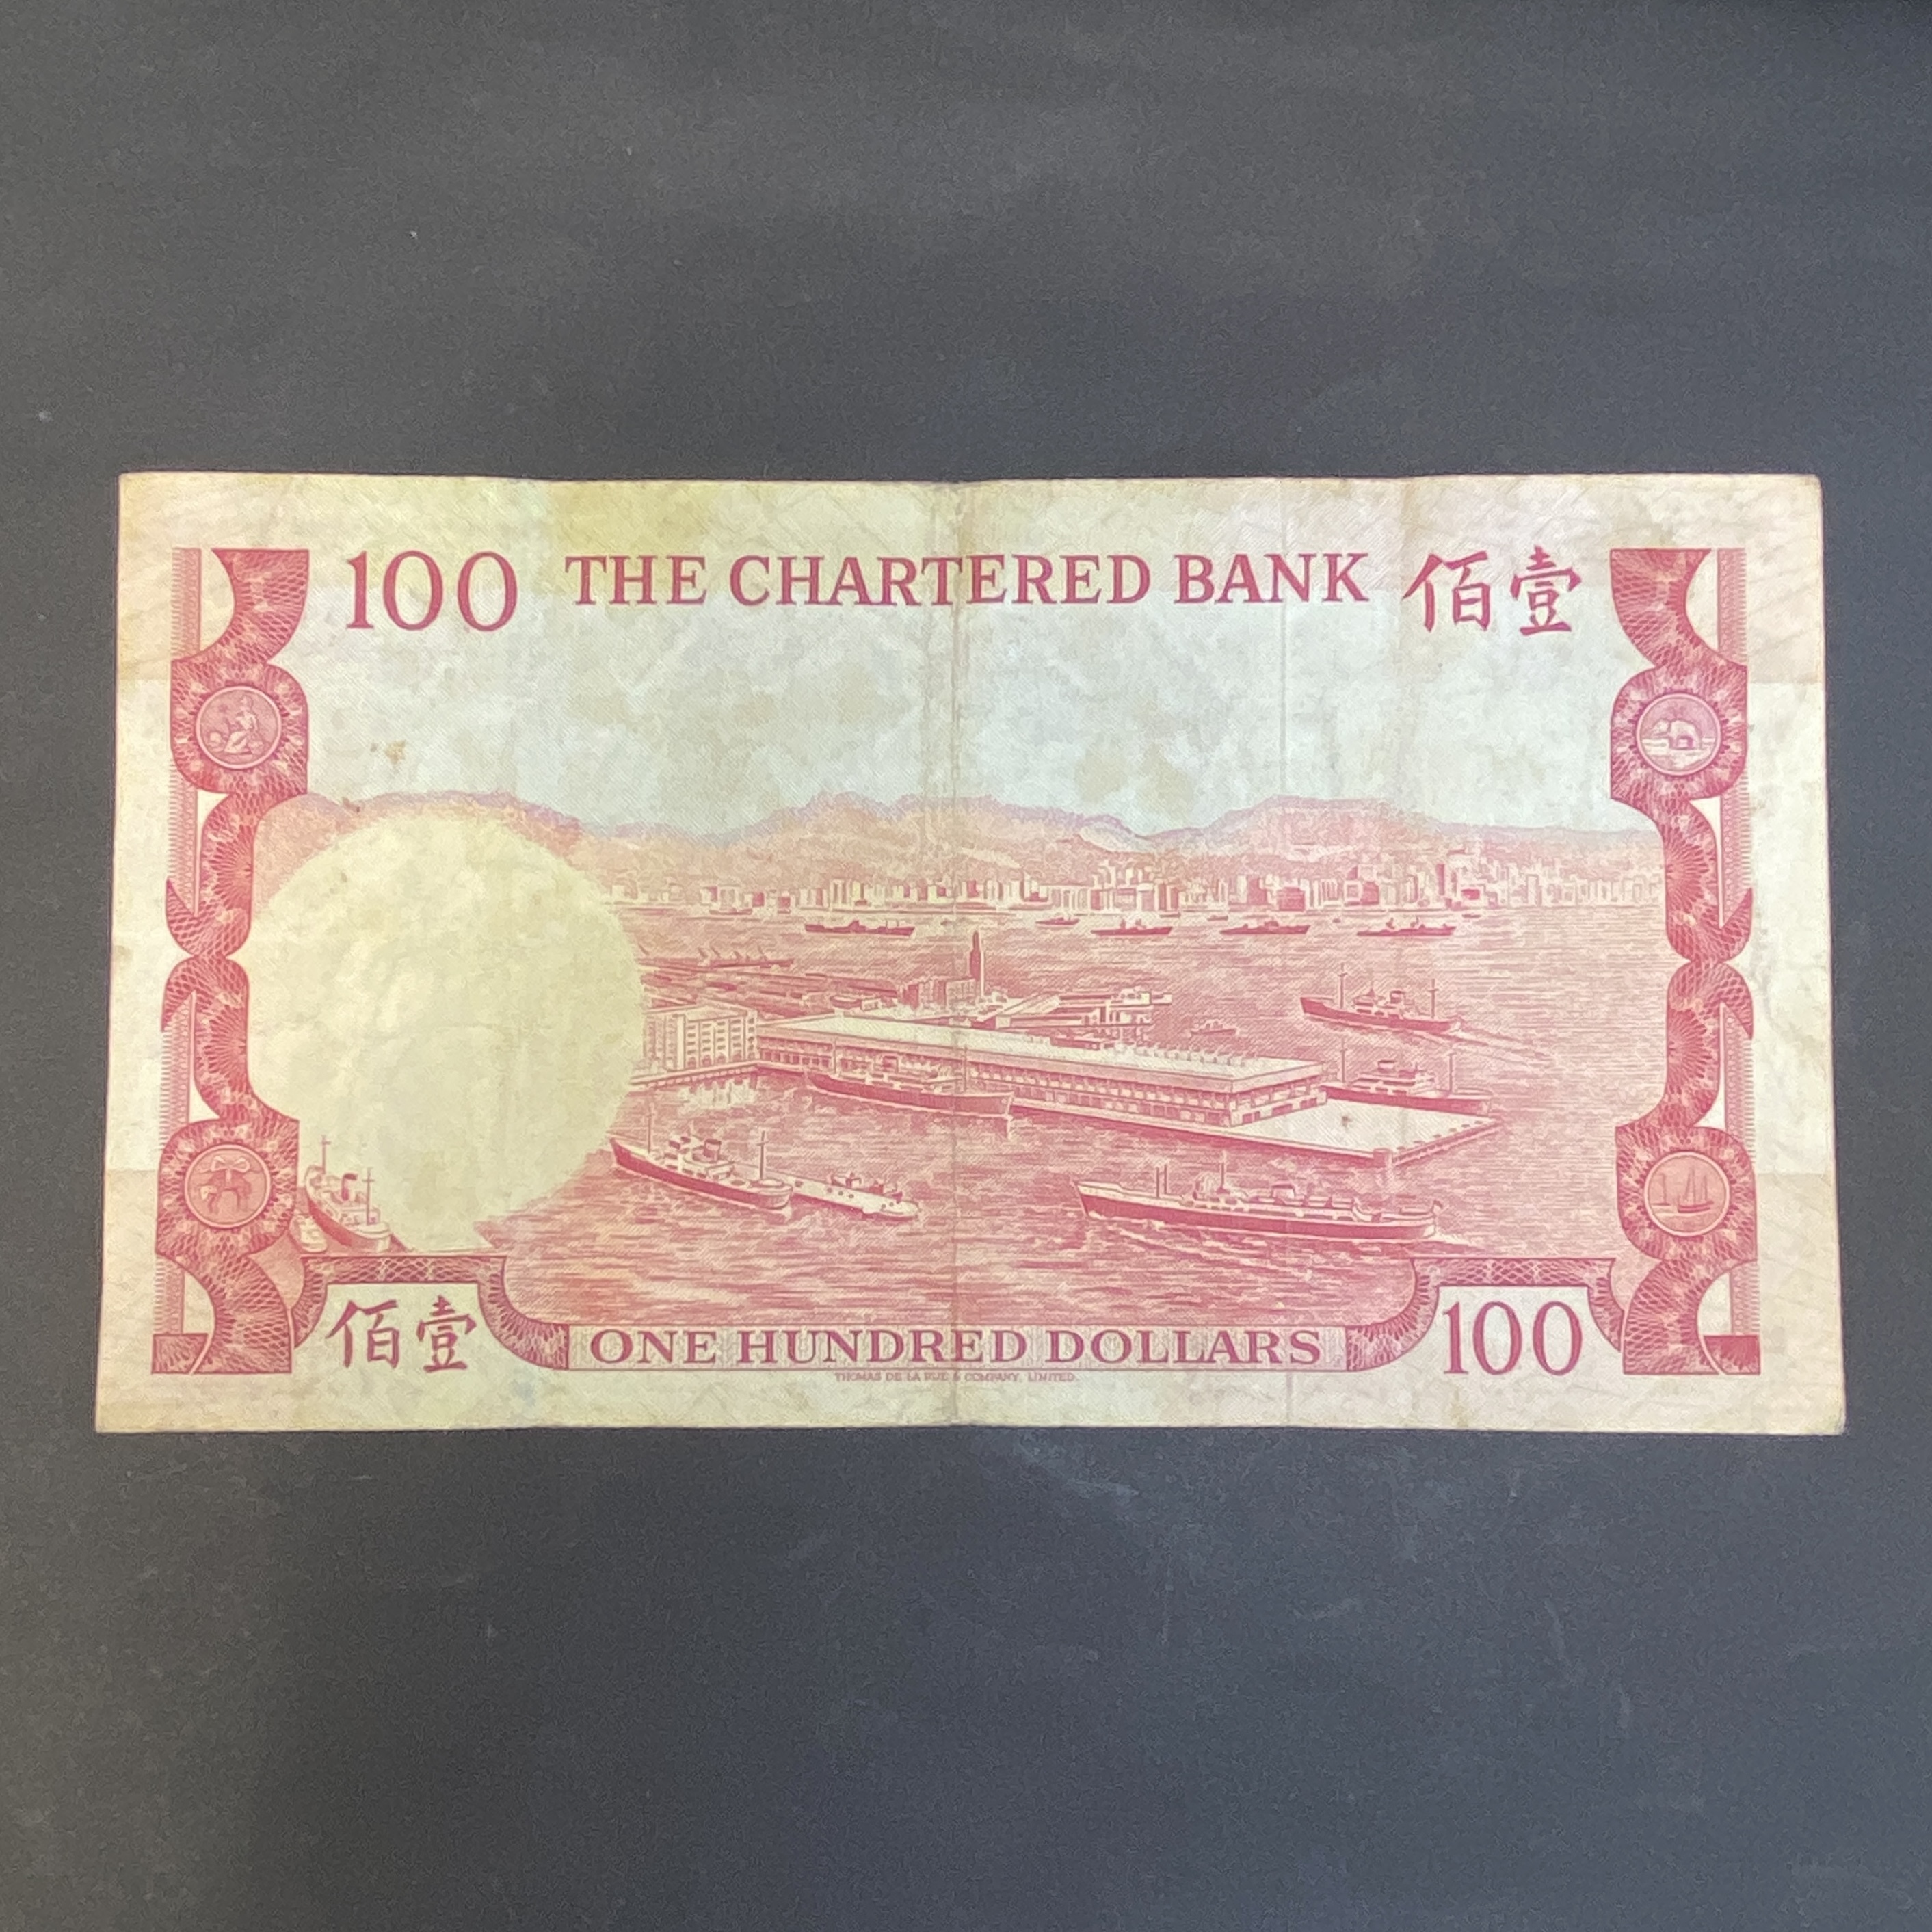 100 THE CHARTERED BANK 佰壹
佰壹 ONE HUNDRED DOLLARS 100
THOMAS DE LA RUE & COMPANY, LIMITED.